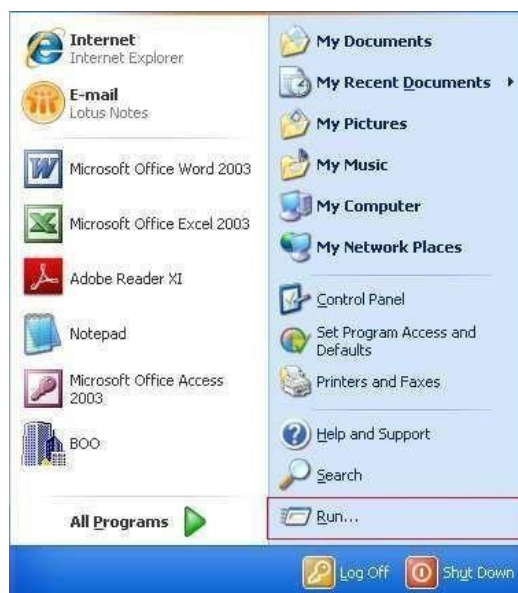 Internet
Internet Explorer
E-mail
Lotus Notes
Microsoft Office Word 2003
Microsoft Office Excel 2003
Adobe Reader XI
Notepad
Microsoft Office Access
2003
BOO
All Programs
My Documents
My Recent Documents
My Pictures
My Music
My Computer
My Network Places
Control Panel
Set Program Access and
Defaults
Printers and Faxes
Help and Support
Search
Run...
Log Off
Shut Down